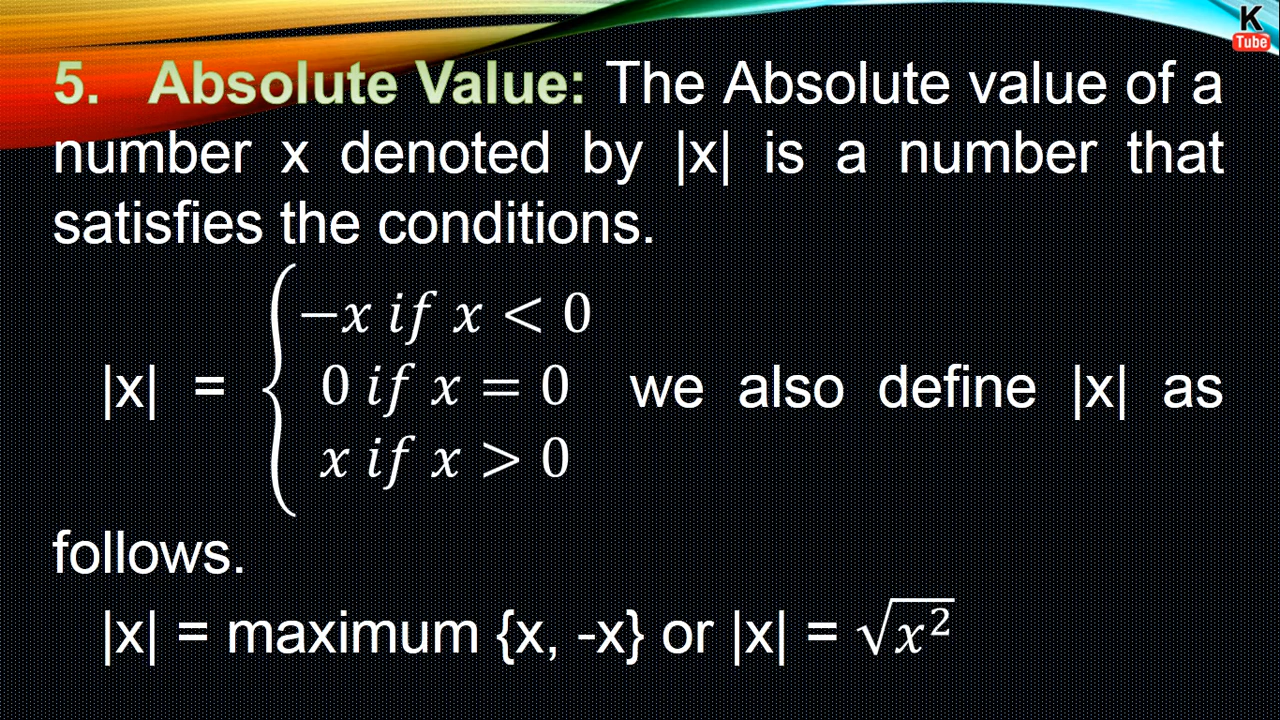 K
Tube
5. Absolute Value: The Absolute value of a
number x denoted by |x| is a number that
satisfies the conditions.
−x if x < 0
|x| = { 0 if x = 0 we also define |x| as
x if x > 0
follows.
|x| = maximum {x, -x} or |x| = √x²